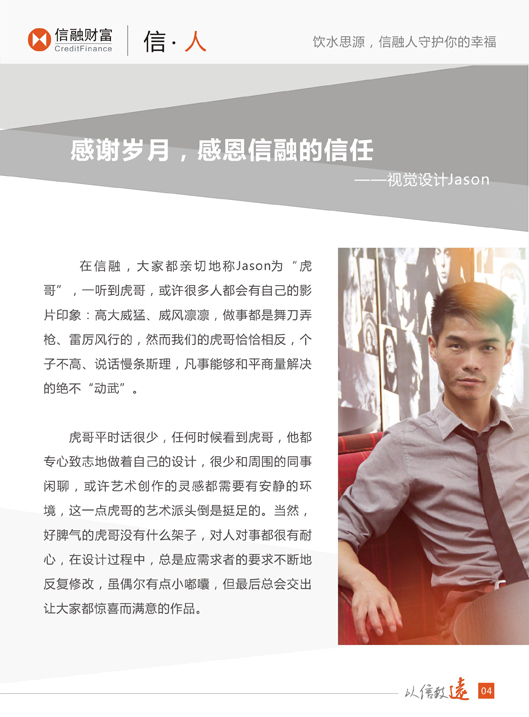 信融财富
CreditFinance
信·人
饮水思源，信融人守护你的幸福
感谢岁月，感恩信融的信任
——视觉设计Jason
在信融，大家都亲切地称Jason为“虎
哥”，一听到虎哥，或许很多人都会有自己的影
片印象：高大威猛、威风凛凛，做事都是舞刀弄
枪、雷厉风行的，然而我们的虎哥恰恰相反，个
子不高、说话慢条斯理，凡事能够和平商量解决
的绝不“动武”。
虎哥平时话很少，任何时候看到虎哥，他都
专心致志地做着自己的设计，很少和周围的同事
闲聊，或许艺术创作的灵感都需要有安静的环
境，这一点虎哥的艺术派头倒是挺足的。当然，
好脾气的虎哥没有什么架子，对人对事都很有耐
心，在设计过程中，总是应需求者的要求不断地
反复修改，虽偶尔有点小嘟囔，但最后总会交出
让大家都惊喜而满意的作品。
以信致遠
04